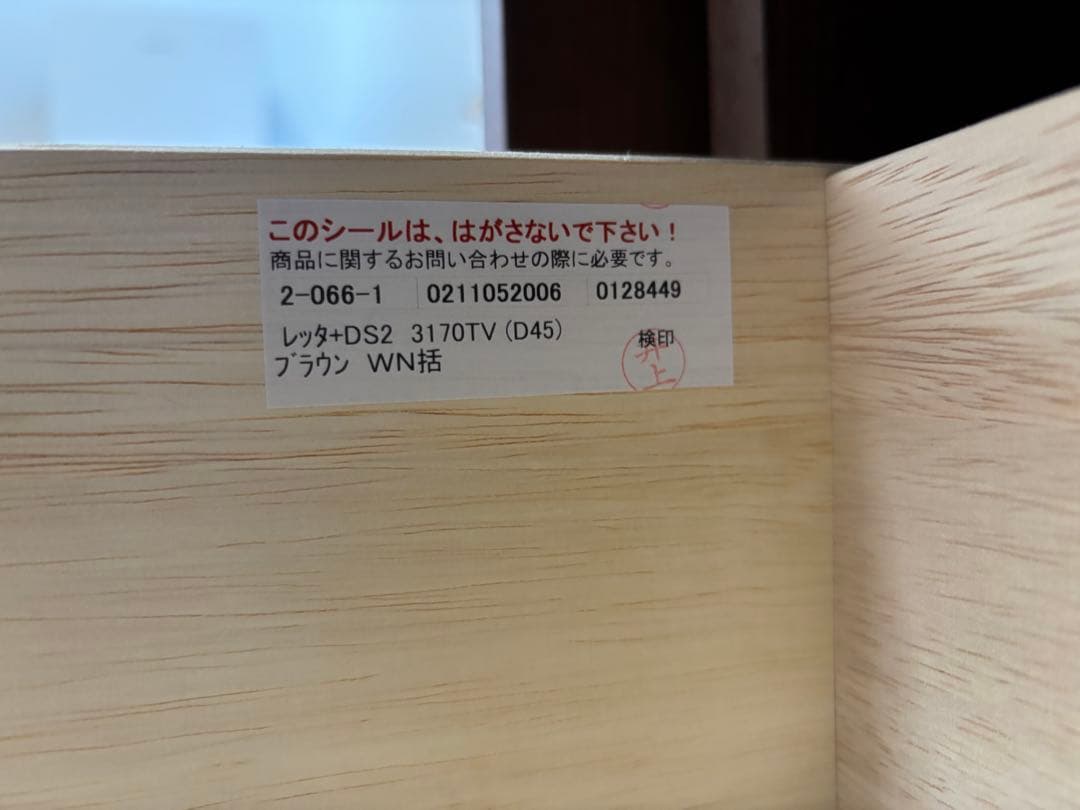 このシールは、はがさないで下さい！
商品に関するお問い合わせの際に必要です。
2-066-1 0211052006 0128449
ﾚｯﾀ+DS2 3170TV(D45)
ﾌﾞﾗｳﾝ WN括
検印
井上